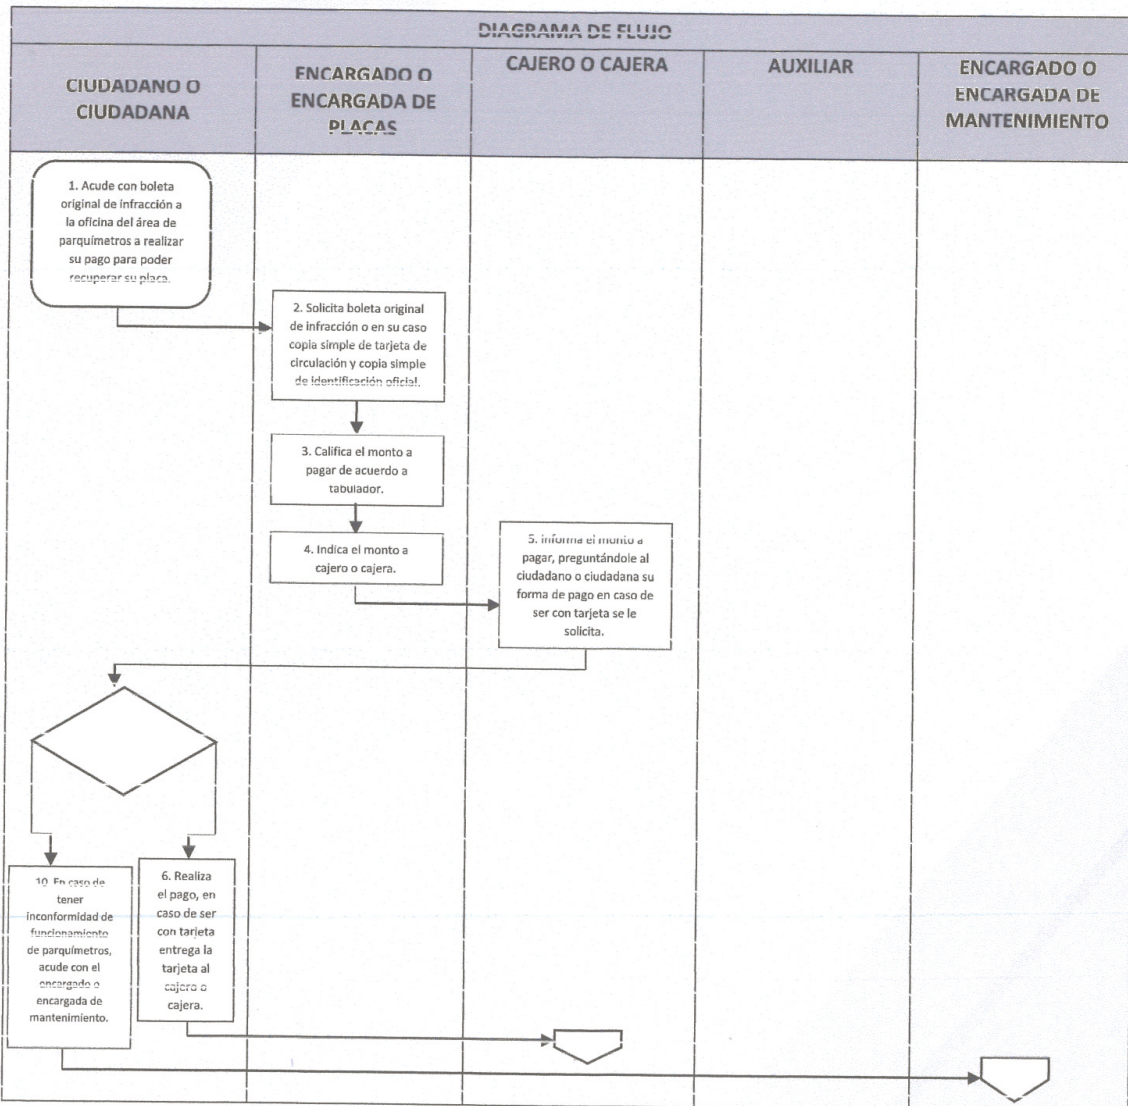 DIAGRAMA DE FLUJO
CIUDADANO O
CIUDADANA
ENCARGADO O
ENCARGADA DE
PLACAS
CAJERO O CAJERA
AUXILIAR
ENCARGADO O
ENCARGADA DE
MANTENIMIENTO
1. Acude con boleta
original de infracción a
la oficina del área de
parquímetros a realizar
su pago para poder
recuperar su placa.
2. Solicita boleta original
de infracción o en su caso
copia simple de tarjeta de
circulación y copia simple
de identificación oficial.
3. Califica el monto a
pagar de acuerdo a
tabulador.
4. Indica el monto a
cajero o cajera.
5. Informa el monto a
pagar, preguntándole al
ciudadano o ciudadana su
forma de pago en caso de
ser con tarjeta se le
solicita.
10. En caso de
tener
inconformidad de
funcionamiento
de parquímetros,
acude con el
encargado o
encargada de
mantenimiento.
6. Realiza
el pago, en
caso de ser
con tarjeta
entrega la
tarjeta al
cajero o
cajera.